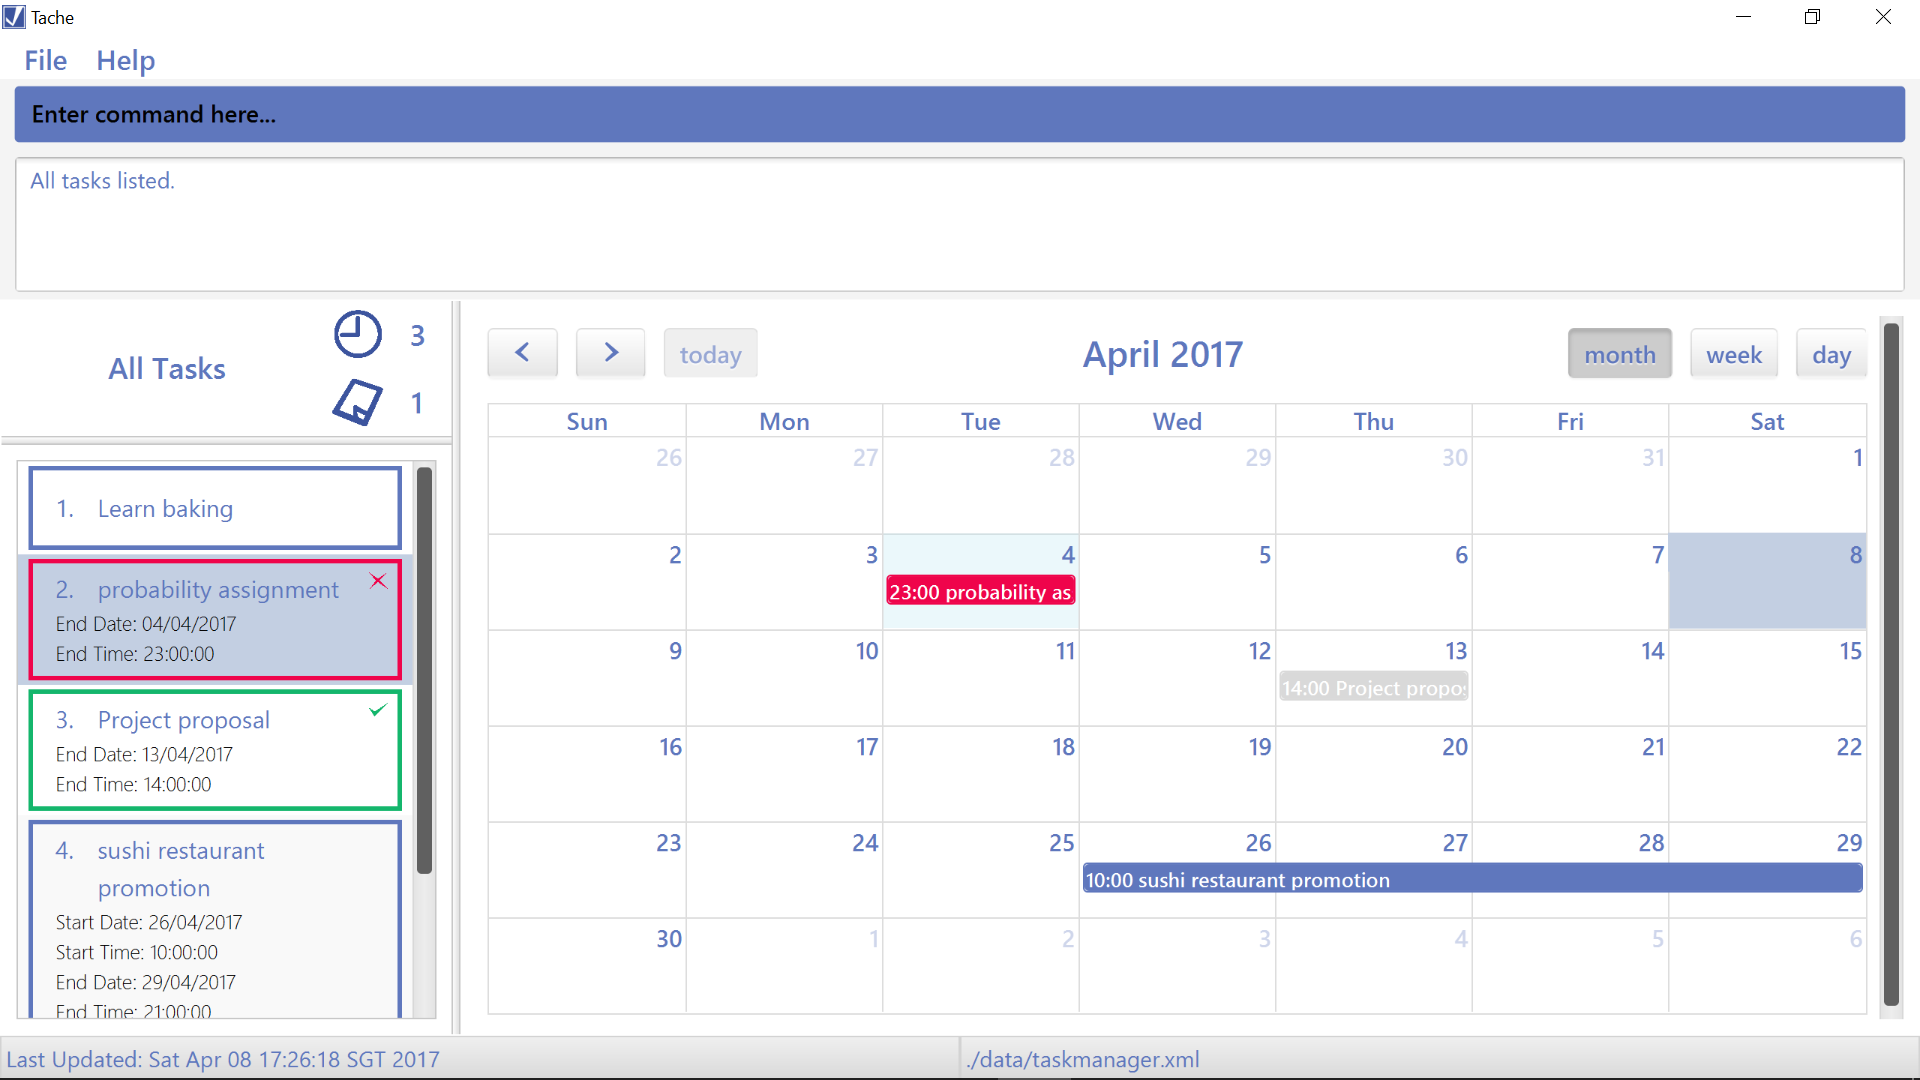 Tache
File Help
Enter command here...
All tasks listed.
All Tasks
3
1
1. Learn baking
2. probability assignment
End Date: 04/04/2017
End Time: 23:00:00
3. Project proposal
End Date: 13/04/2017
End Time: 14:00:00
4. sushi restaurant
promotion
Start Date: 26/04/2017
Start Time: 10:00:00
End Date: 29/04/2017
End Time: 21:00:00
today
April 2017
month week day
Sun Mon Tue Wed Thu Fri Sat
26 27 28 29 30 31 1
2 3 4 5 6 7 8
23:00 probability as
9 10 11 12 13 14 15
14:00 Project propo
16 17 18 19 20 21 22
23 24 25 26 27 28 29
10:00 sushi restaurant promotion
30 1 2 3 4 5 6
Last Updated: Sat Apr 08 17:26:18 SGT 2017
./data/taskmanager.xml